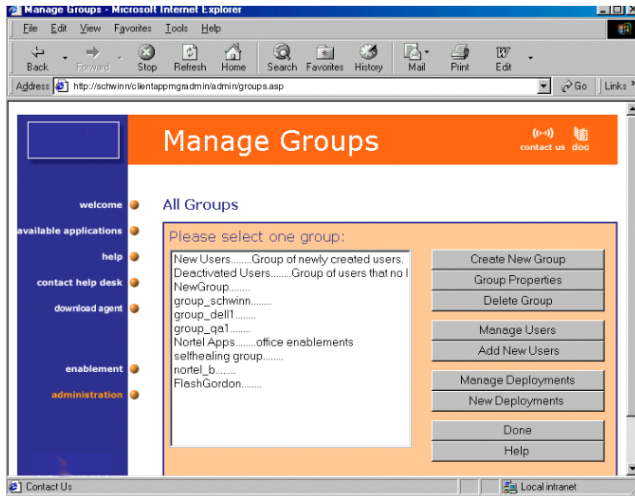 Manage Groups - Microsoft Internet Explorer
File Edit View Favorites Tools Help
Back Forward Stop Refresh Home Search Favorites History Mail Print Edit
Address http://schwinn/clientappmgradmin/admin/groups.asp Go Links
Manage Groups
contact us doc
welcome
available applications
help
contact help desk
download agent
enablement
administration
All Groups
Please select one group:
New Users.......Group of newly created users.
Deactivated Users.......Group of users that no l
NewGroup.......
group_schwinn.......
group_dell1.......
group_qa1.......
Nortel Apps.......office enablements
selfhealing group.......
nortel_b.......
FlashGordon.......
Create New Group
Group Properties
Delete Group
Manage Users
Add New Users
Manage Deployments
New Deployments
Done
Help
Contact Us
Local intranet